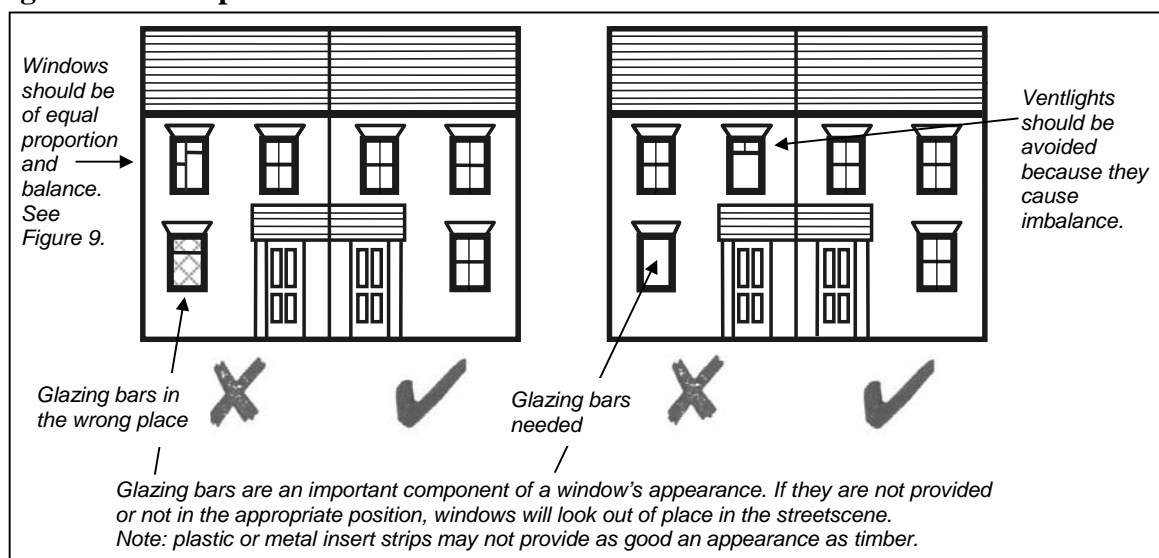 Windows
should be
of equal
proportion
and
balance.
See
Figure 9.
Ventlights
should be
avoided
because they
cause
imbalance.
Glazing bars in
the wrong place
Glazing bars
needed
Glazing bars are an important component of a window's appearance. If they are not provided
or not in the appropriate position, windows will look out of place in the streetscene.
Note: plastic or metal insert strips may not provide as good an appearance as timber.